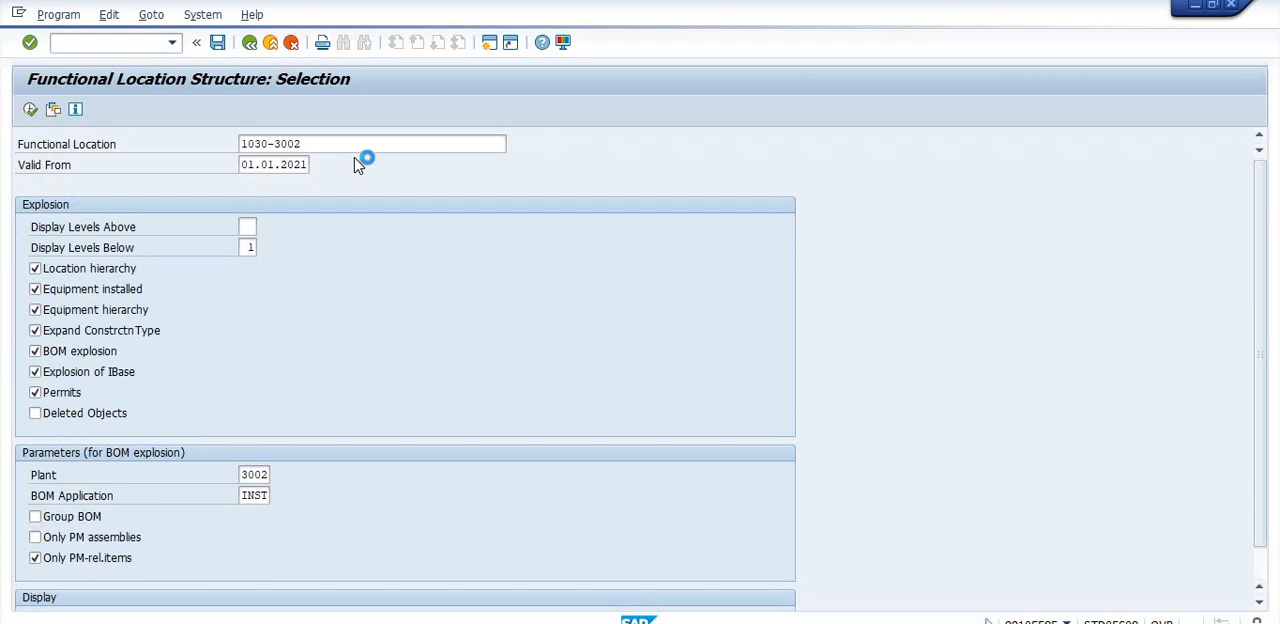 Program Edit Goto System Help
Functional Location Structure: Selection
Functional Location 1030-3002
Valid From 01.01.2021
Explosion
Display Levels Above
Display Levels Below 1
Location hierarchy
Equipment installed
Equipment hierarchy
Expand ConstrctnType
BOM explosion
Explosion of IBase
Permits
Deleted Objects
Parameters (for BOM explosion)
Plant 3002
BOM Application INST
Group BOM
Only PM assemblies
Only PM-rel.items
Display
SAP